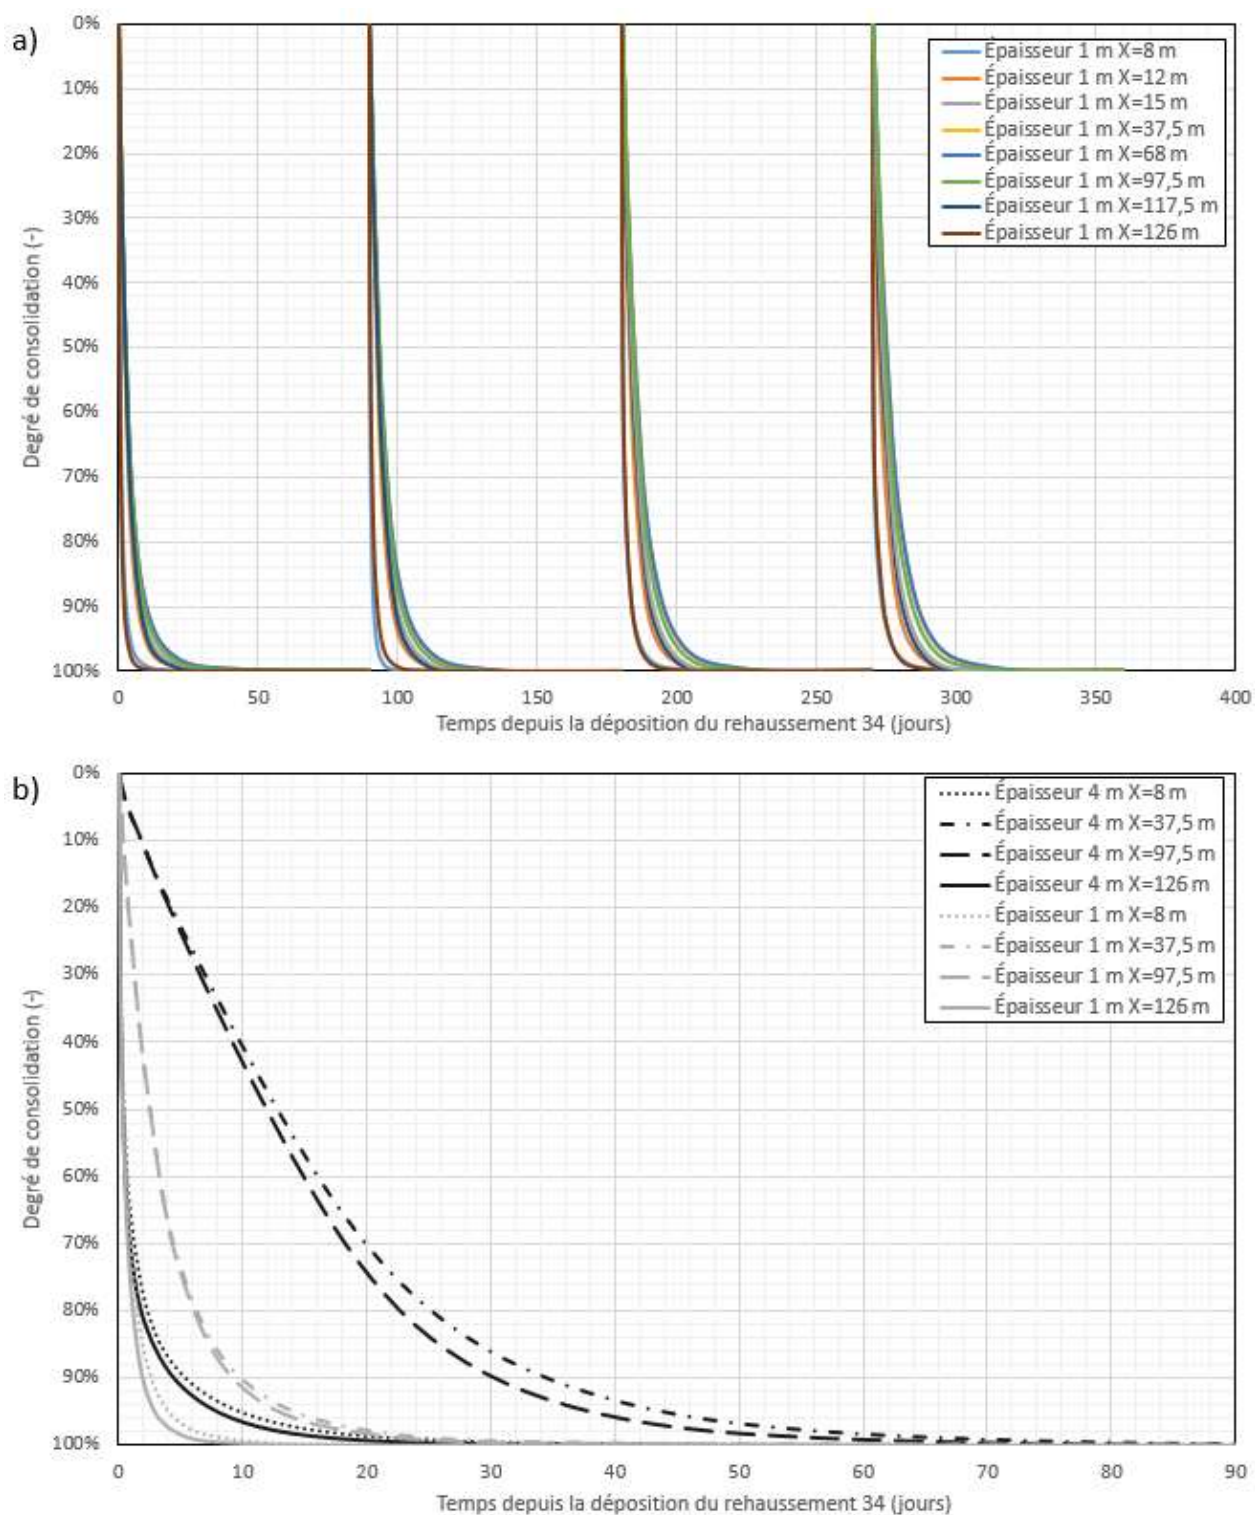 a)
Degré de consolidation (-)
0%
10%
20%
30%
40%
50%
60%
70%
80%
90%
100%
Épaisseur 1 m X=8 m
Épaisseur 1 m X=12 m
Épaisseur 1 m X=15 m
Épaisseur 1 m X=37,5 m
Épaisseur 1 m X=68 m
Épaisseur 1 m X=97,5 m
Épaisseur 1 m X=117,5 m
Épaisseur 1 m X=126 m
0 50 100 150 200 250 300 350 400
Temps depuis la déposition du rehaussement 34 (jours)
b)
Degré de consolidation (-)
0%
10%
20%
30%
40%
50%
60%
70%
80%
90%
100%
Épaisseur 4 m X=8 m
Épaisseur 4 m X=37,5 m
Épaisseur 4 m X=97,5 m
Épaisseur 4 m X=126 m
Épaisseur 1 m X=8 m
Épaisseur 1 m X=37,5 m
Épaisseur 1 m X=97,5 m
Épaisseur 1 m X=126 m
0 10 20 30 40 50 60 70 80 90
Temps depuis la déposition du rehaussement 34 (jours)